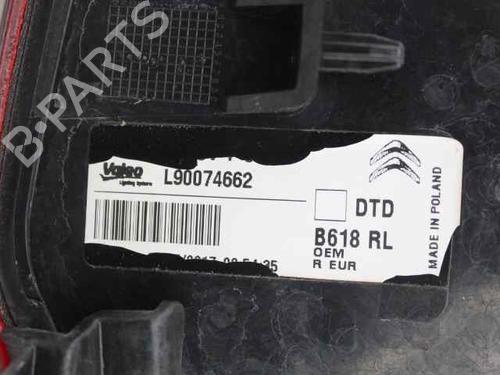 B-PARTS
Valeo L90074662
Lighting Systems
DTD
B618 RL
OEM
R EUR
MADE IN POLAND